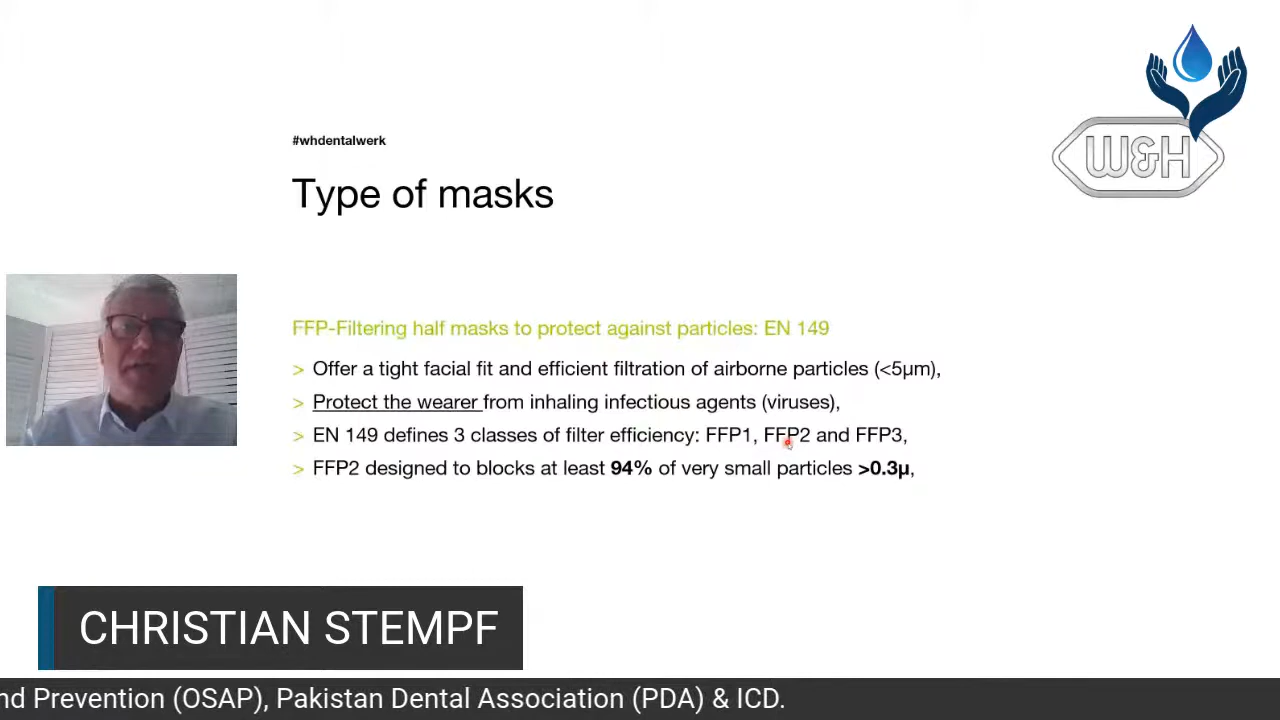 #whdentalwerk
W&H
Type of masks
FFP-Filtering half masks to protect against particles: EN 149
> Offer a tight facial fit and efficient filtration of airborne particles (<5µm),
> Protect the wearer from inhaling infectious agents (viruses),
> EN 149 defines 3 classes of filter efficiency: FFP1, FFP2 and FFP3,
> FFP2 designed to blocks at least 94% of very small particles >0.3µ,
CHRISTIAN STEMPF
nd Prevention (OSAP), Pakistan Dental Association (PDA) & ICD.